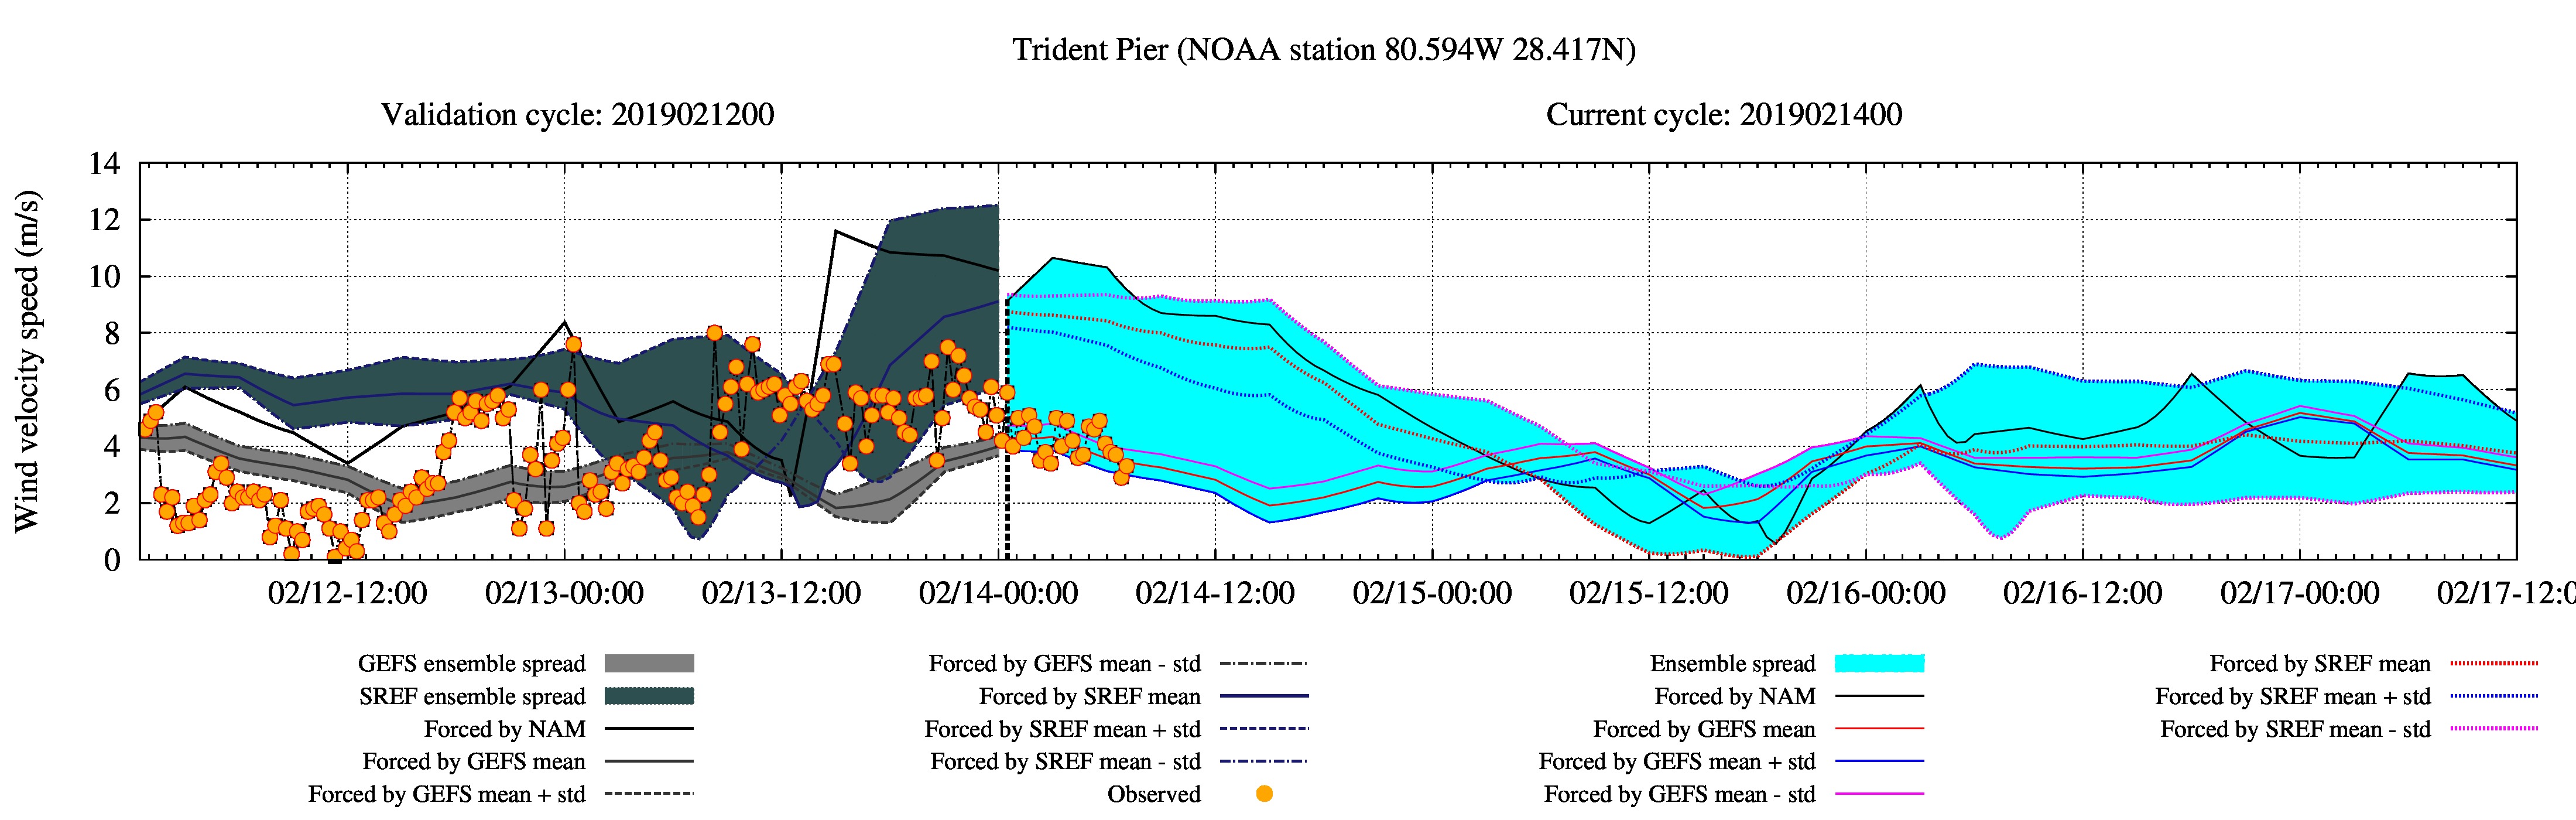 Trident Pier (NOAA station 80.594W 28.417N)
Validation cycle: 2019021200
Current cycle: 2019021400
Wind velocity speed (m/s)
14
12
10
8
6
4
2
0
02/12-12:00
02/13-00:00
02/13-12:00
02/14-00:00
02/14-12:00
02/15-00:00
02/15-12:00
02/16-00:00
02/16-12:00
02/17-00:00
02/17-12:0
GEFS ensemble spread
SREF ensemble spread
Forced by NAM
Forced by GEFS mean
Forced by GEFS mean + std
Forced by GEFS mean - std
Forced by SREF mean
Forced by SREF mean + std
Forced by SREF mean - std
Observed
Ensemble spread
Forced by NAM
Forced by GEFS mean
Forced by GEFS mean + std
Forced by GEFS mean - std
Forced by SREF mean
Forced by SREF mean + std
Forced by SREF mean - std